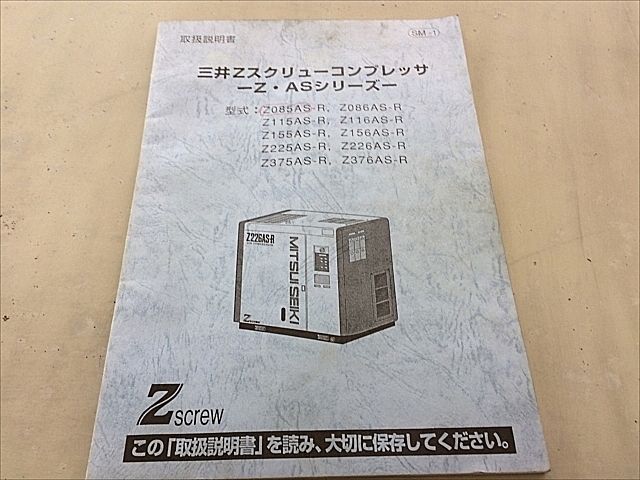 取扱説明書
SM-1
三井Zスクリューコンプレッサ
ーZ・ASシリーズー
型式：Z085AS-R，Z086AS-R
Z115AS-R，Z116AS-R
Z155AS-R，Z156AS-R
Z225AS-R，Z226AS-R
Z375AS-R，Z376AS-R
Z226AS-R
MITSUI SEIKI
Zscrew
この「取扱説明書」を読み、大切に保存してください。